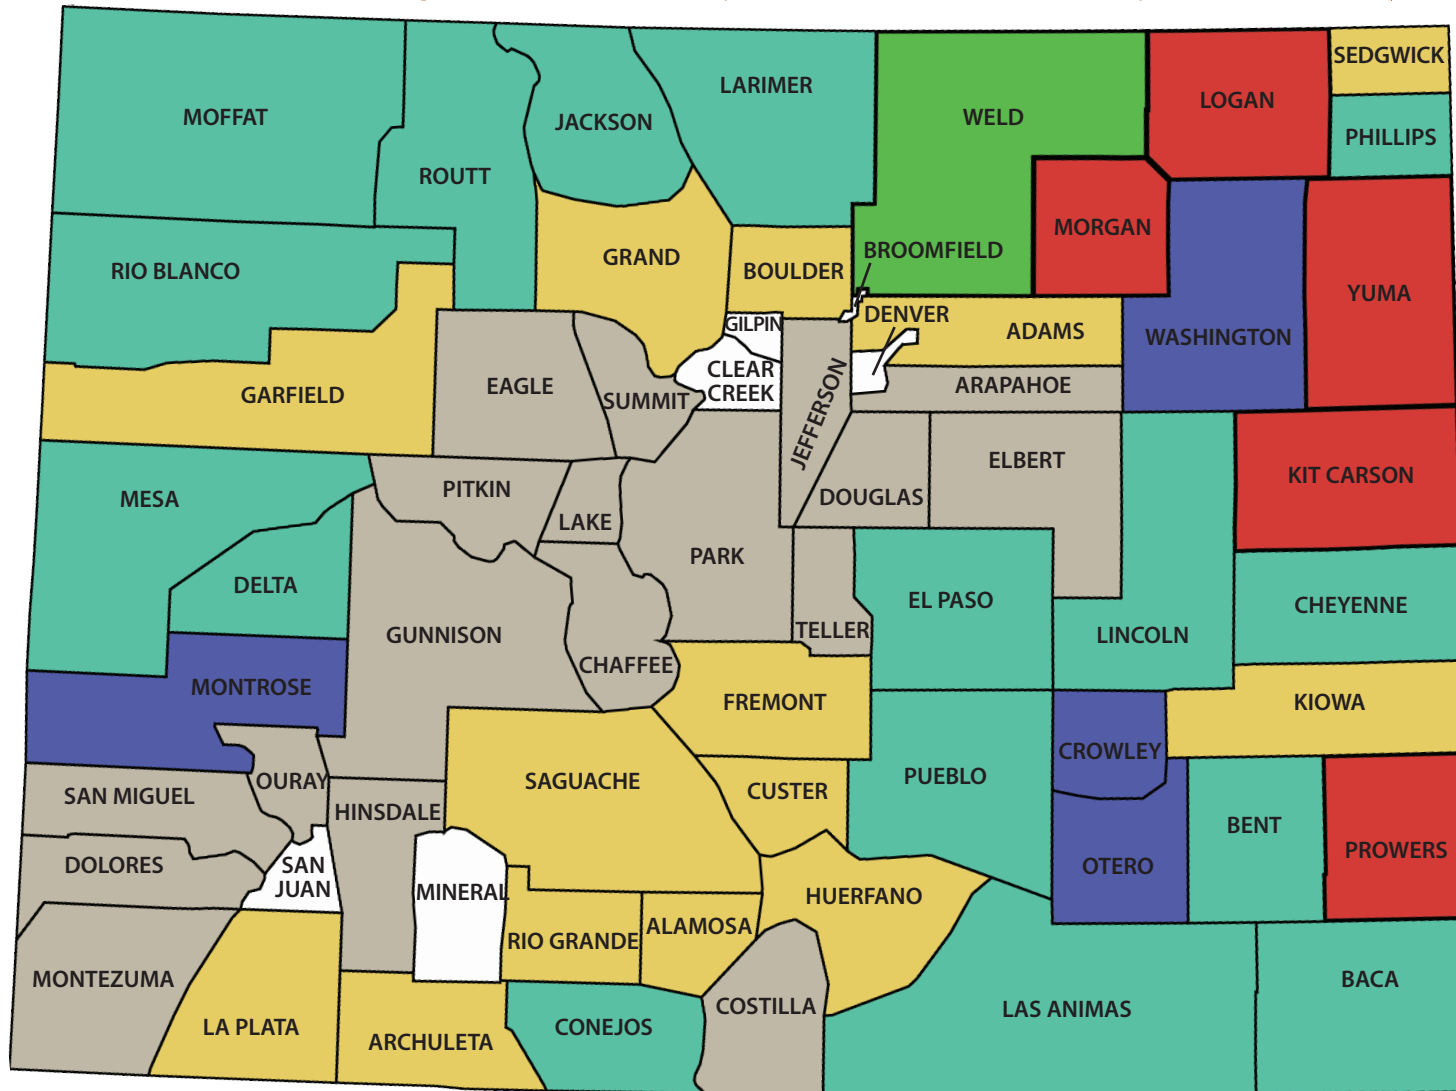 SEDGWICK
LARIMER
LOGAN
MOFFAT
WELD
JACKSON
PHILLIPS
ROUTT
MORGAN
BROOMFIELD
GRAND
BOULDER
RIO BLANCO
YUMA
DENVER
GILPIN
ADAMS
WASHINGTON
CLEAR
CREEK
EAGLE
ARAPAHOE
GARFIELD
SUMMIT
JEFFERSON
ELBERT
KIT CARSON
PITKIN
MESA
DOUGLAS
LAKE
PARK
DELTA
EL PASO
CHEYENNE
GUNNISON
TELLER
LINCOLN
CHAFFEE
MONTROSE
FREMONT
KIOWA
CROWLEY
PUEBLO
OURAY
SAGUACHE
CUSTER
SAN MIGUEL
HINSDALE
BENT
PROWERS
DOLORES
SAN
JUAN
OTERO
MINERAL
HUERFANO
RIO GRANDE
ALAMOSA
MONTEZUMA
BACA
COSTILLA
LAS ANIMAS
LA PLATA
CONEJOS
ARCHULETA